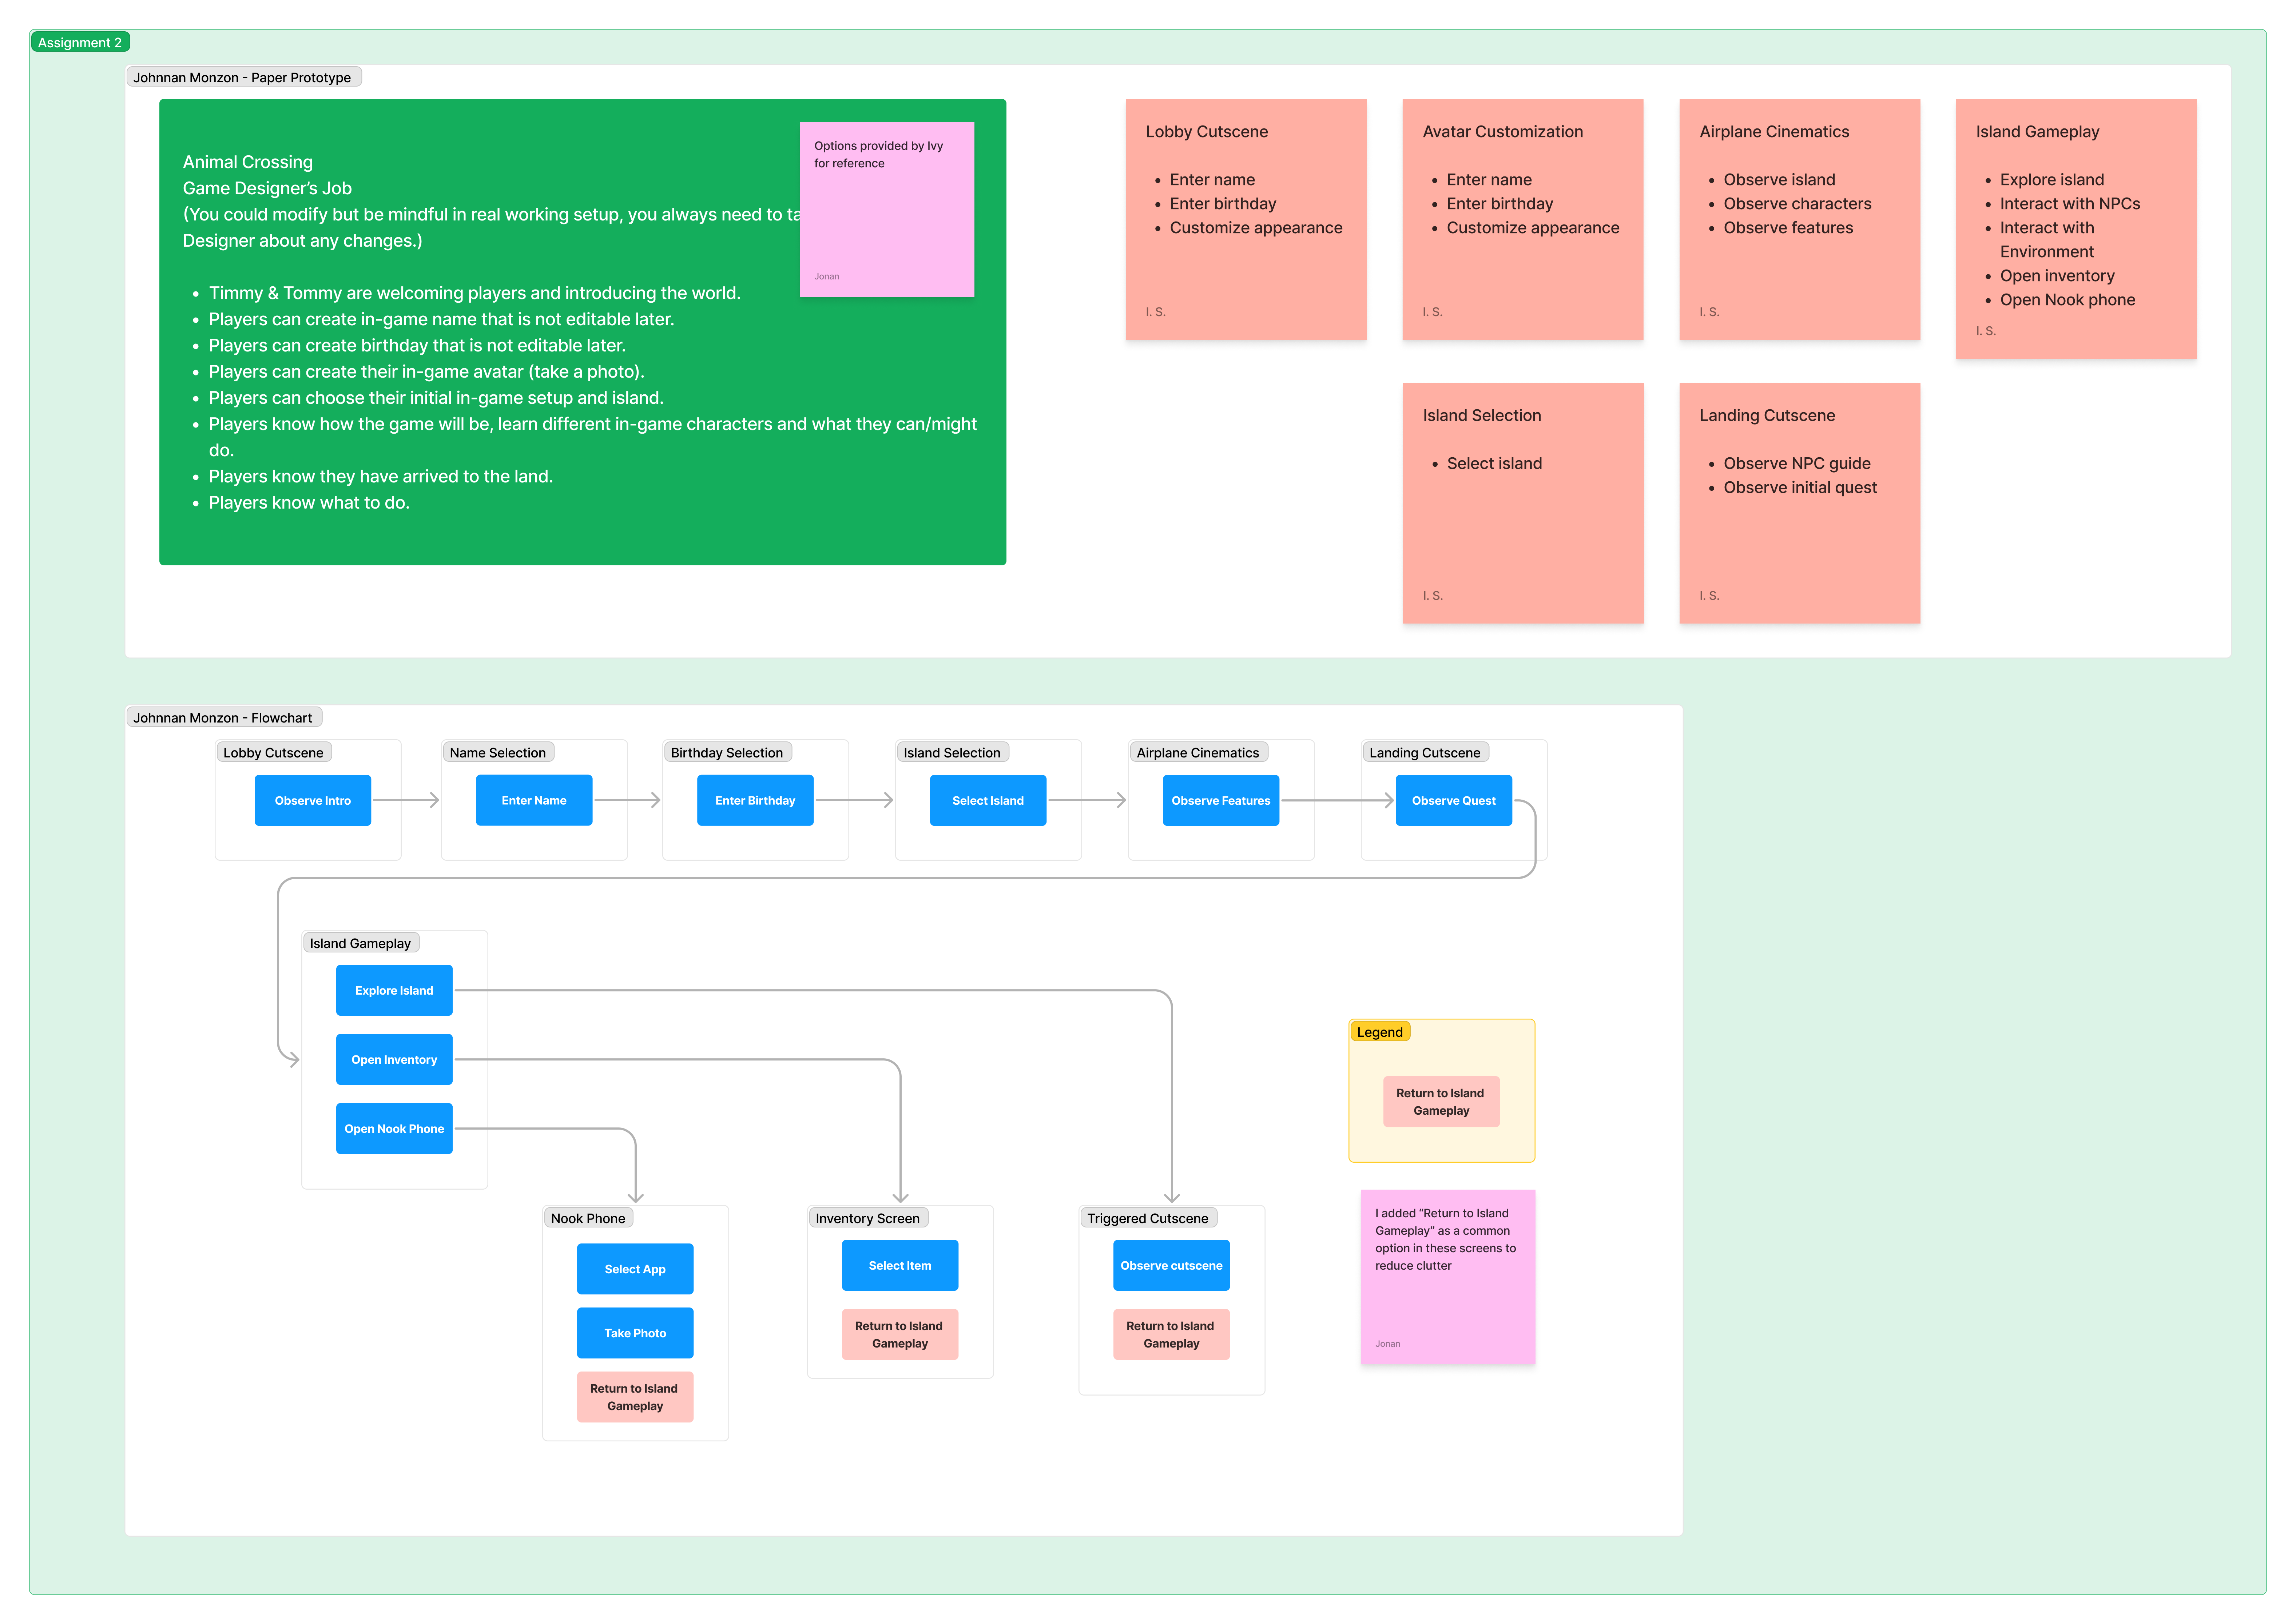 Assignment 2
Johnnan Monzon - Paper Prototype
Animal Crossing
Game Designer's Job
(You could modify but be mindful in real working setup, you always need to ta
Designer about any changes.)
• Timmy & Tommy are welcoming players and introducing the world.
• Players can create in-game name that is not editable later.
• Players can create birthday that is not editable later.
• Players can create their in-game avatar (take a photo).
• Players can choose their initial in-game setup and island.
• Players know how the game will be, learn different in-game characters and what they can/might
do.
• Players know they have arrived to the land.
• Players know what to do.
Options provided by Ivy
for reference
Jonan
Lobby Cutscene
• Enter name
• Enter birthday
• Customize appearance
I. S.
Avatar Customization
• Enter name
• Enter birthday
• Customize appearance
I. S.
Airplane Cinematics
• Observe island
• Observe characters
• Observe features
I. S.
Island Gameplay
• Explore island
• Interact with NPCs
• Interact with
Environment
• Open inventory
• Open Nook phone
I. S.
Island Selection
• Select island
I. S.
Landing Cutscene
• Observe NPC guide
• Observe initial quest
I. S.
Johnnan Monzon - Flowchart
Lobby Cutscene
Observe Intro
Name Selection
Enter Name
Birthday Selection
Enter Birthday
Island Selection
Select Island
Airplane Cinematics
Observe Features
Landing Cutscene
Observe Quest
Island Gameplay
Explore Island
Open Inventory
Open Nook Phone
Legend
Return to Island
Gameplay
Nook Phone
Select App
Take Photo
Return to Island
Gameplay
Inventory Screen
Select Item
Return to Island
Gameplay
Triggered Cutscene
Observe cutscene
Return to Island
Gameplay
I added “Return to Island
Gameplay” as a common
option in these screens to
reduce clutter
Jonan